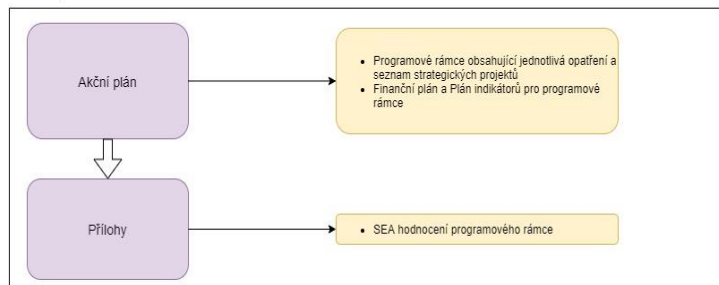 Akční plán
• Programové rámce obsahující jednotlivá opatření a
seznam strategických projektů
• Finanční plán a Plán indikátorů pro programové
rámce
Přílohy
• SEA hodnocení programového rámce